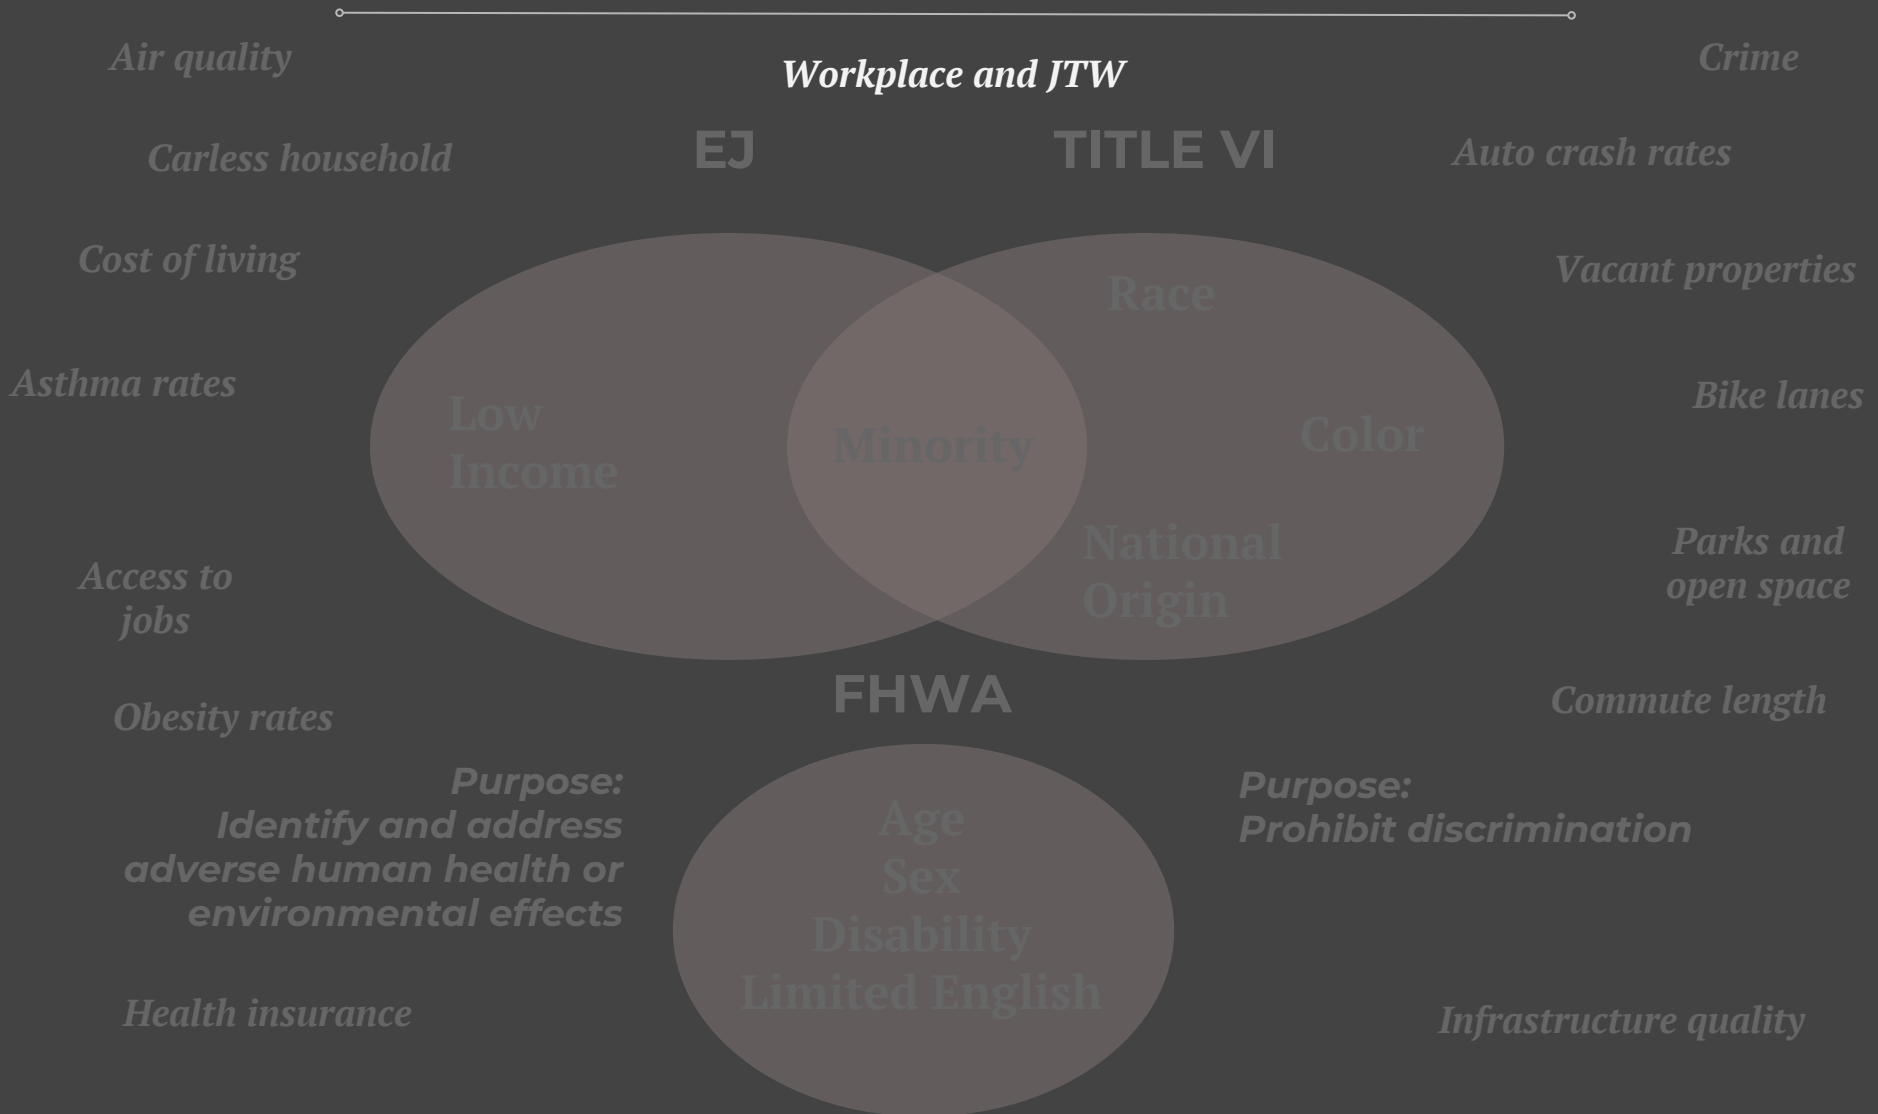 Air quality
Workplace and JTW
Crime
Carless household
EJ
TITLE VI
Auto crash rates
Cost of living
Race
Vacant properties
Asthma rates
Low
Income
Minority
Color
Bike lanes
National
Origin
Parks and
open space
Access to
jobs
FHWA
Obesity rates
Commute length
Purpose:
Identify and address
adverse human health or
environmental effects
Purpose:
Prohibit discrimination
Age
Sex
Disability
Limited English
Health insurance
Infrastructure quality